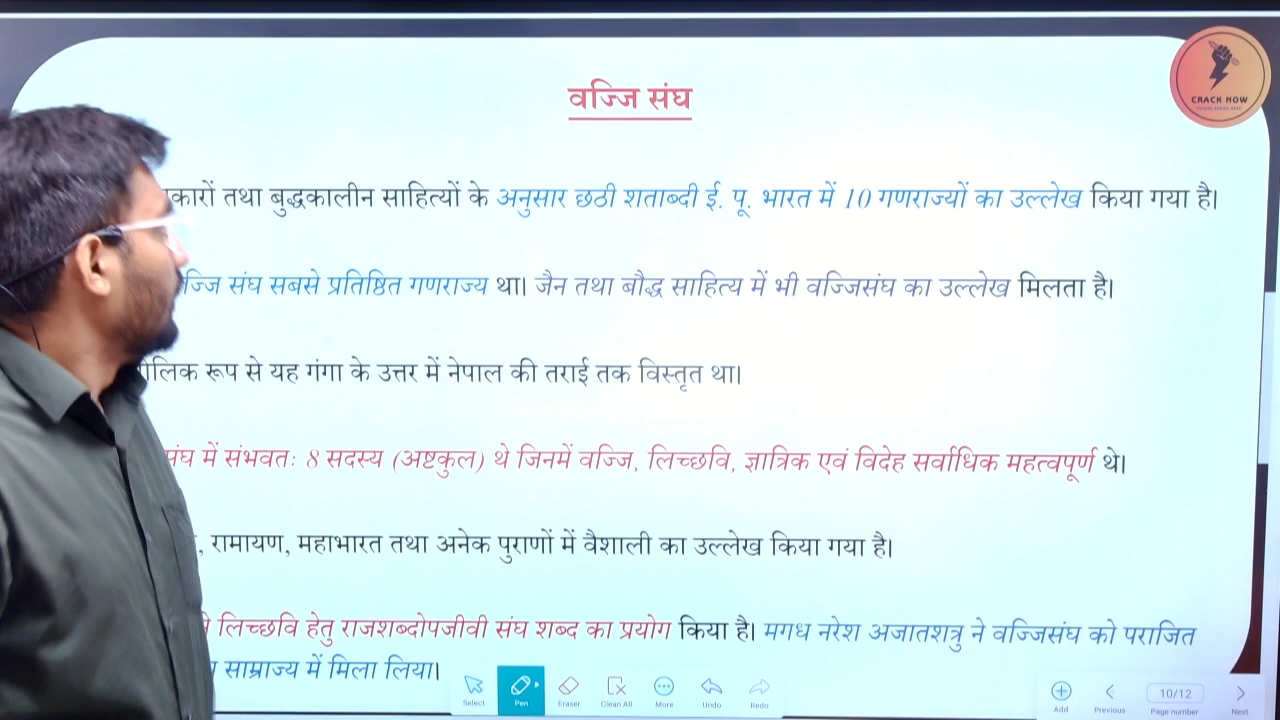 वज्जि संघ
CRACK NOW
तथा बुद्धकालीन साहित्यों के अनुसार छठी शताब्दी ई. पू. भारत में 10 गणराज्यों का उल्लेख किया गया है।
संघ सबसे प्रतिष्ठित गणराज्य था। जैन तथा बौद्ध साहित्य में भी वज्जिसंघ का उल्लेख मिलता है।
रूप से यह गंगा के उत्तर में नेपाल की तराई तक विस्तृत था।
संघ में संभवतः 8 सदस्य (अष्टकुल) थे जिनमें वज्जि, लिच्छवि, ज्ञात्रिक एवं विदेह सर्वाधिक महत्वपूर्ण थे।
, रामायण, महाभारत तथा अनेक पुराणों में वैशाली का उल्लेख किया गया है।
लिच्छवि हेतु राजशब्दोपजीवी संघ शब्द का प्रयोग किया है। मगध नरेश अजातशत्रु ने वज्जिसंघ को पराजित
साम्राज्य में मिला लिया।
Select Pen Eraser Clean All More Undo Redo
Add Previous 10/12 Page number Next